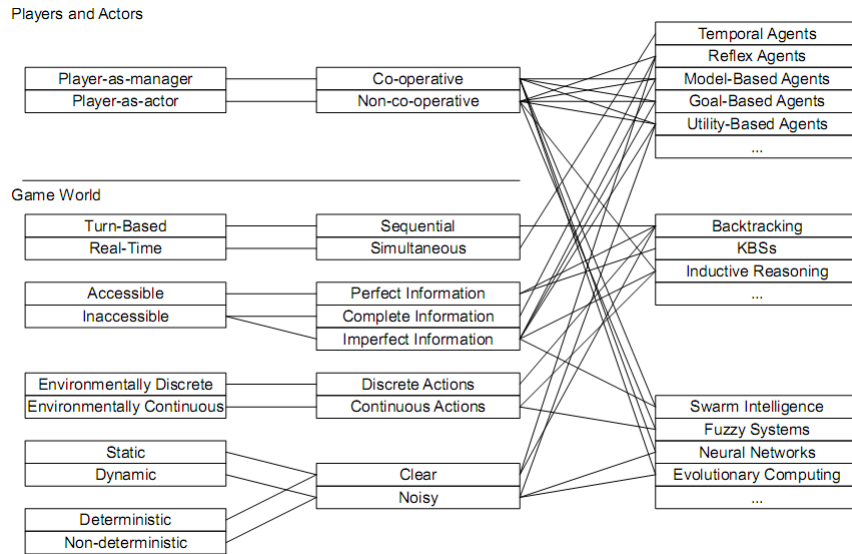 Players and Actors
Player-as-manager
Player-as-actor
Co-operative
Non-co-operative
Temporal Agents
Reflex Agents
Model-Based Agents
Goal-Based Agents
Utility-Based Agents
...
Game World
Turn-Based
Real-Time
Sequential
Simultaneous
Backtracking
KBSs
Inductive Reasoning
...
Accessible
Inaccessible
Perfect Information
Complete Information
Imperfect Information
Environmentally Discrete
Environmentally Continuous
Discrete Actions
Continuous Actions
Swarm Intelligence
Fuzzy Systems
Neural Networks
Evolutionary Computing
...
Static
Dynamic
Clear
Noisy
Deterministic
Non-deterministic